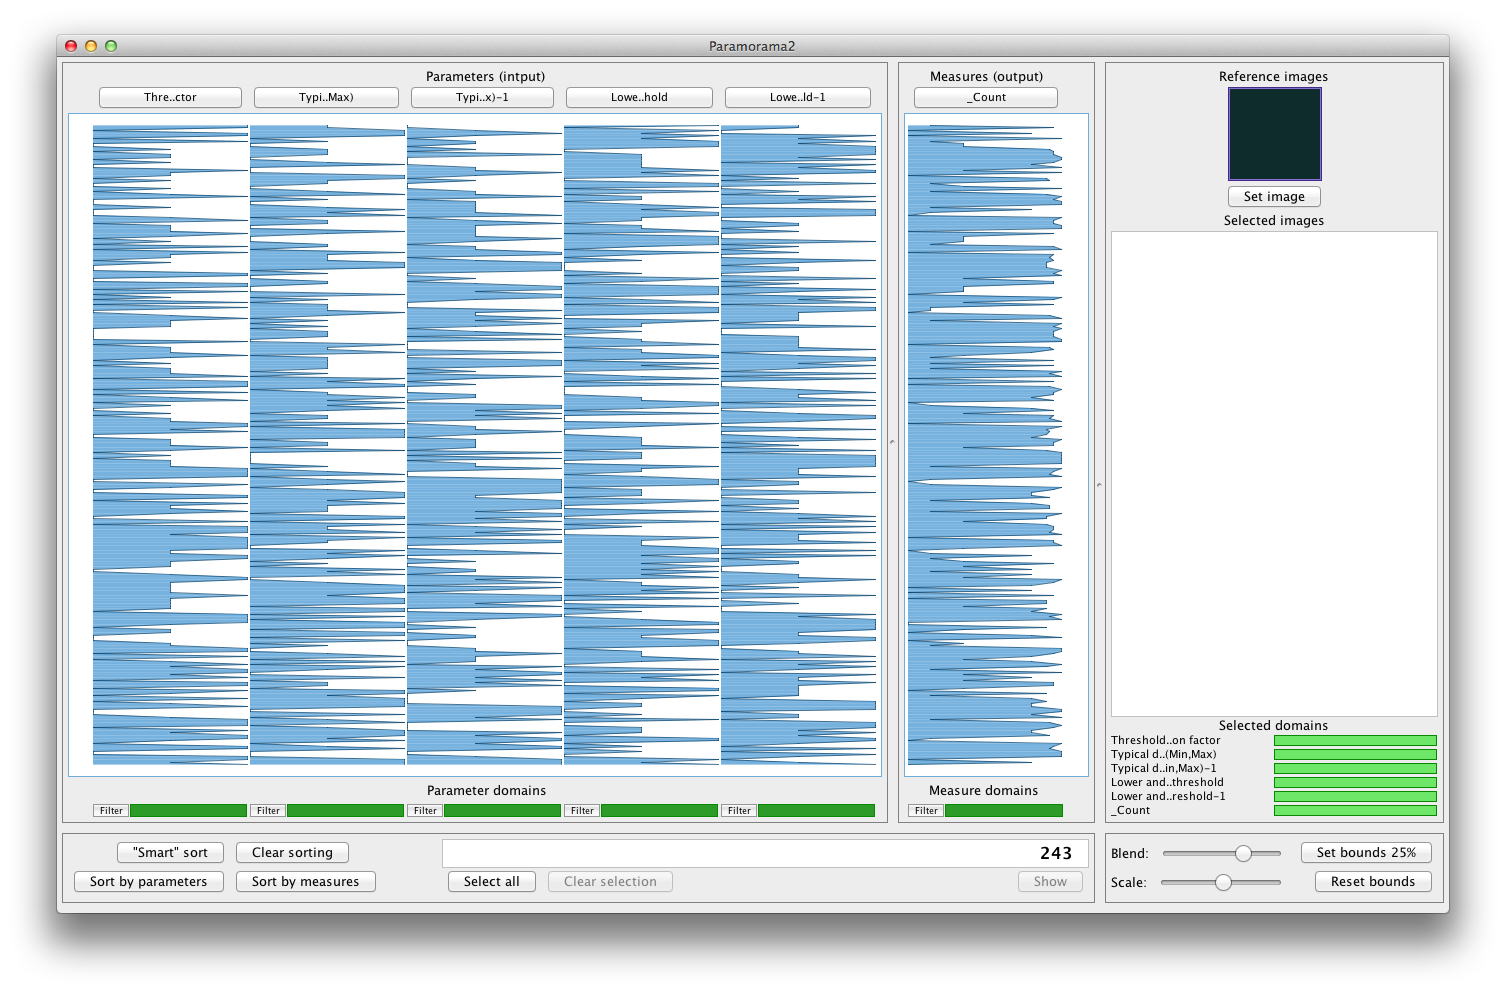 Paramorama2
Parameters (intput)
Thre..ctor
Typi..Max)
Typi..x)-1
Lowe..hold
Lowe..ld-1
Parameter domains
Filter
Filter
Filter
Filter
Filter
Measures (output)
_Count
Measure domains
Filter
Reference images
Set image
Selected images
Selected domains
Threshold..on factor
Typical d..(Min,Max)
Typical d..in,Max)-1
Lower and..threshold
Lower and..reshold-1
_Count
"Smart" sort
Clear sorting
243
Sort by parameters
Sort by measures
Select all
Clear selection
Show
Blend:
Set bounds 25%
Scale:
Reset bounds